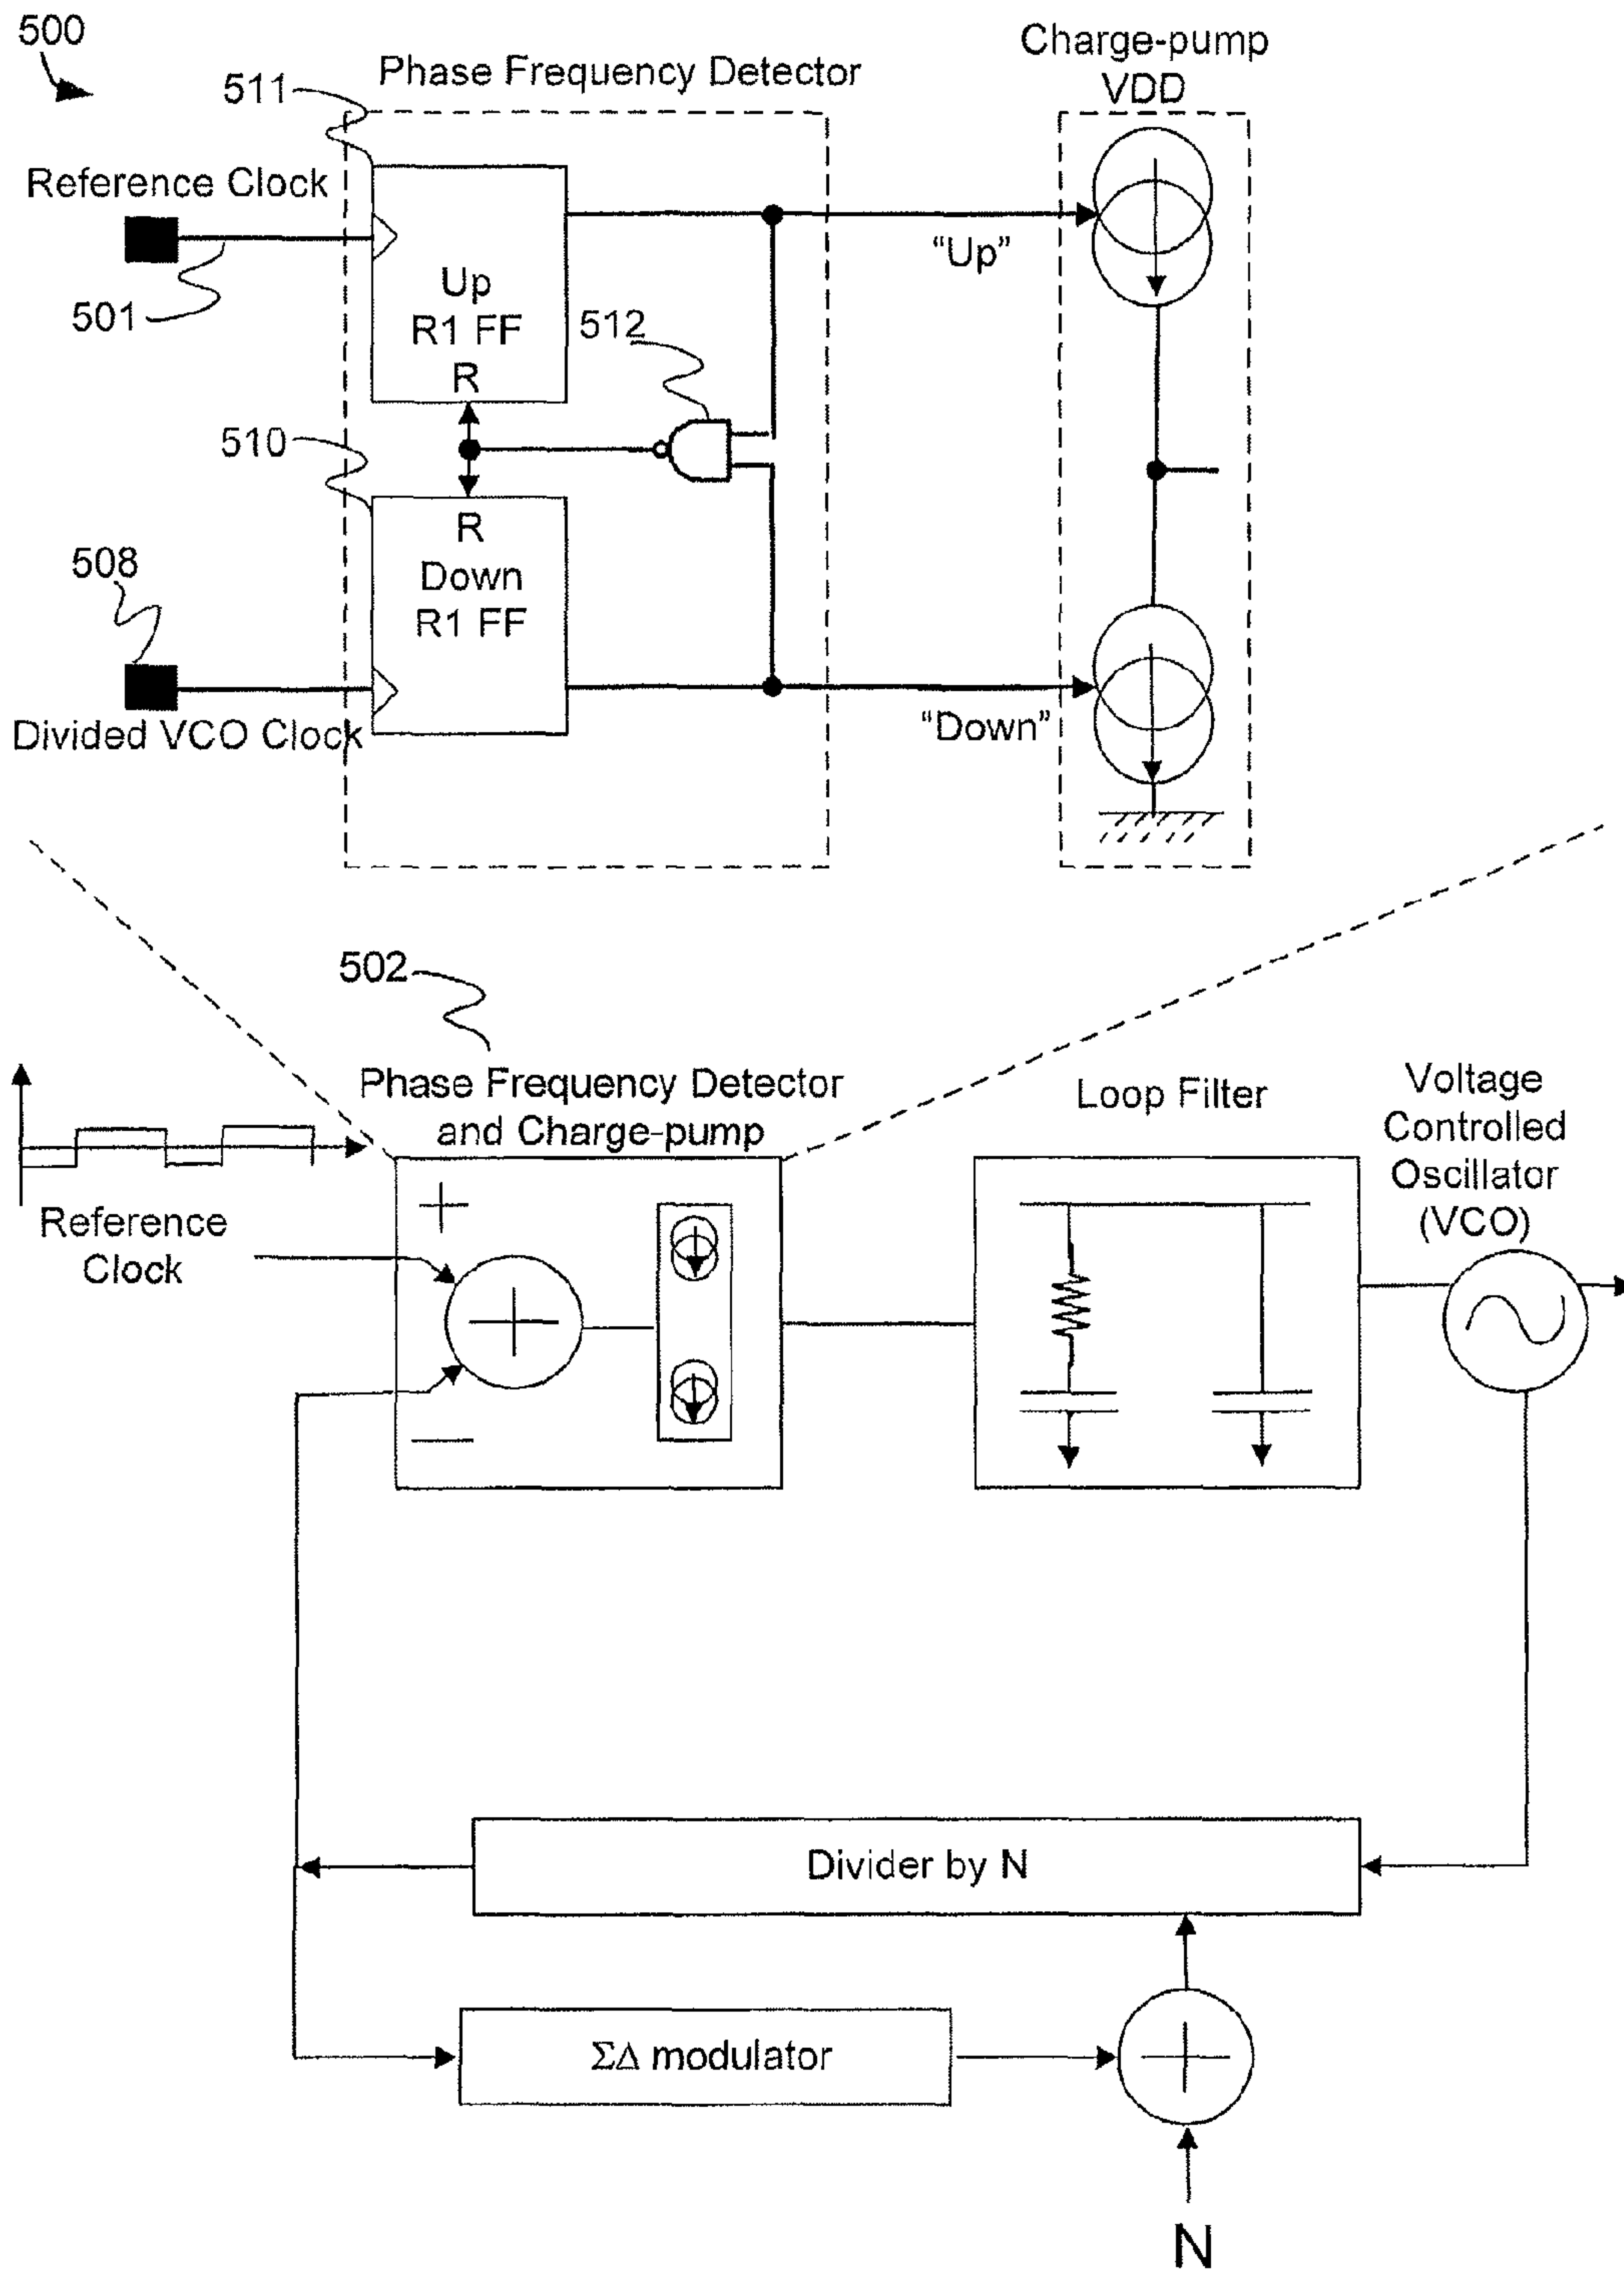 500
Phase Frequency Detector
Charge-pump
VDD
511
Reference Clock
501
Up
R1 FF
R
512
"Up"
510
R
Down
R1 FF
508
Divided VCO Clock
"Down"
502
Phase Frequency Detector
and Charge-pump
Reference
Clock
Loop Filter
Voltage
Controlled
Oscillator
(VCO)
Divider by N
ΣΔ modulator
N